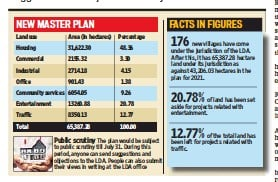 NEW MASTER PLAN
Land use Area (in hectares) Percentage
Housing 31,622.30 48.36
Commercial 2155.32 3.30
Industrial 2714.13 4.15
Office 901.43 1.38
Community services 6054.05 9.26
Entertainment 13260.88 20.78
Traffic 8350.13 12.77
Total 65,387.28 100.00
Public scrutiny The plan would be subject
to public scrutiny till July 31. During this
period, anyone can send suggestions and
objections to the LDA. People can also submit
their views in writing at the LDA office
FACTS IN FIGURES
176 new villages have come
under the jurisdiction of the LDA.
After this, it has 65,387.28 hectare
land under its jurisdiction as
against 43,206.03 hectares in the
plan for 2021.
20.78% of land has been set
aside for projects related with
entertainment.
12.77% of the total land has
been left for projects related with
traffic.